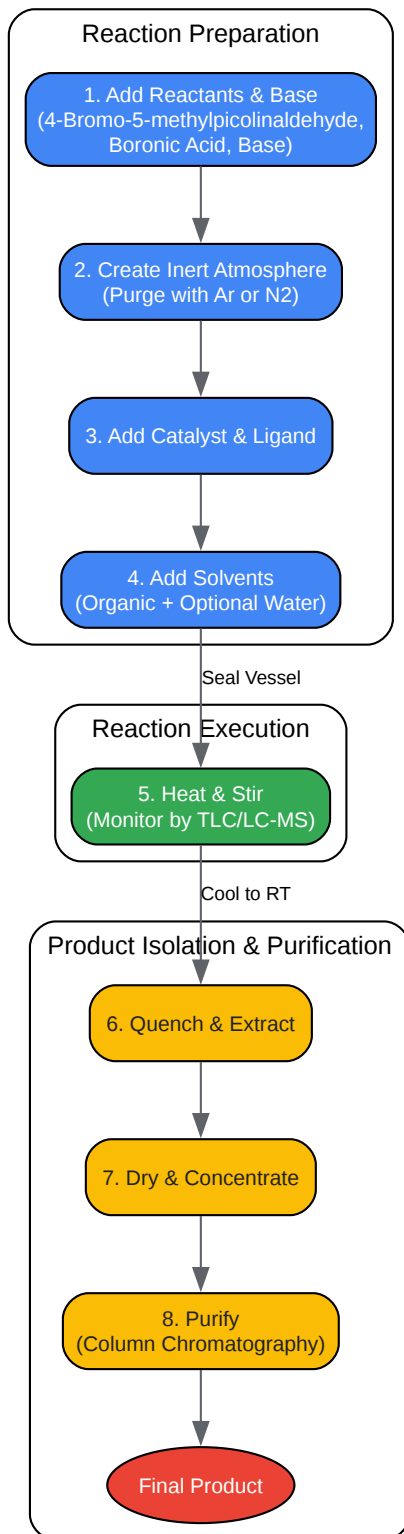 Reaction Preparation
1. Add Reactants & Base
(4-Bromo-5-methylpicolinaldehyde,
Boronic Acid, Base)
2. Create Inert Atmosphere
(Purge with Ar or N2)
3. Add Catalyst & Ligand
4. Add Solvents
(Organic + Optional Water)
Seal Vessel
Reaction Execution
5. Heat & Stir
(Monitor by TLC/LC-MS)
Cool to RT
Product Isolation & Purification
6. Quench & Extract
7. Dry & Concentrate
8. Purify
(Column Chromatography)
Final Product